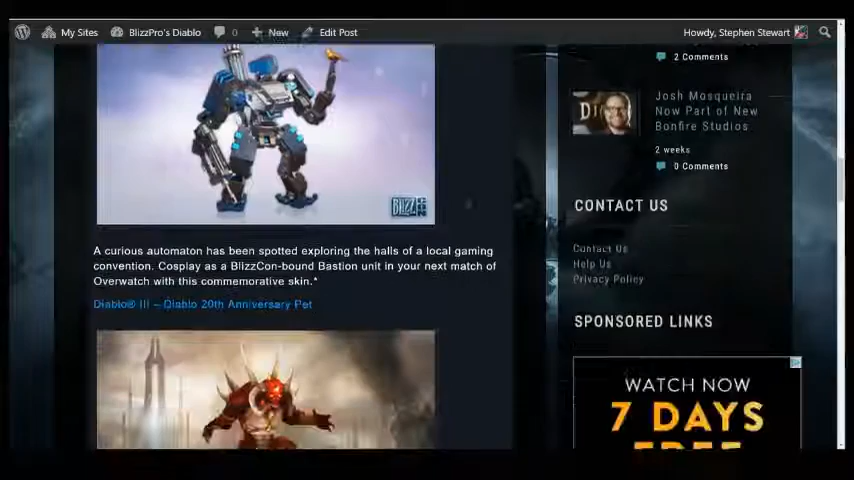 My Sites
BlizzPro's Diablo
0
New
Edit Post
Howdy, Stephen Stewart
2 Comments
Josh Mosqueira
Now Part of New
Bonfire Studios
2 weeks
0 Comments
CONTACT US
Contact Us
Help Us
Privacy Policy
SPONSORED LINKS
WATCH NOW
7 DAYS
FREE
BLIZZ
A curious automaton has been spotted exploring the halls of a local gaming
convention. Cosplay as a BlizzCon-bound Bastion unit in your next match of
Overwatch with this commemorative skin.*
Diablo® III – Diablo 20th Anniversary Pet